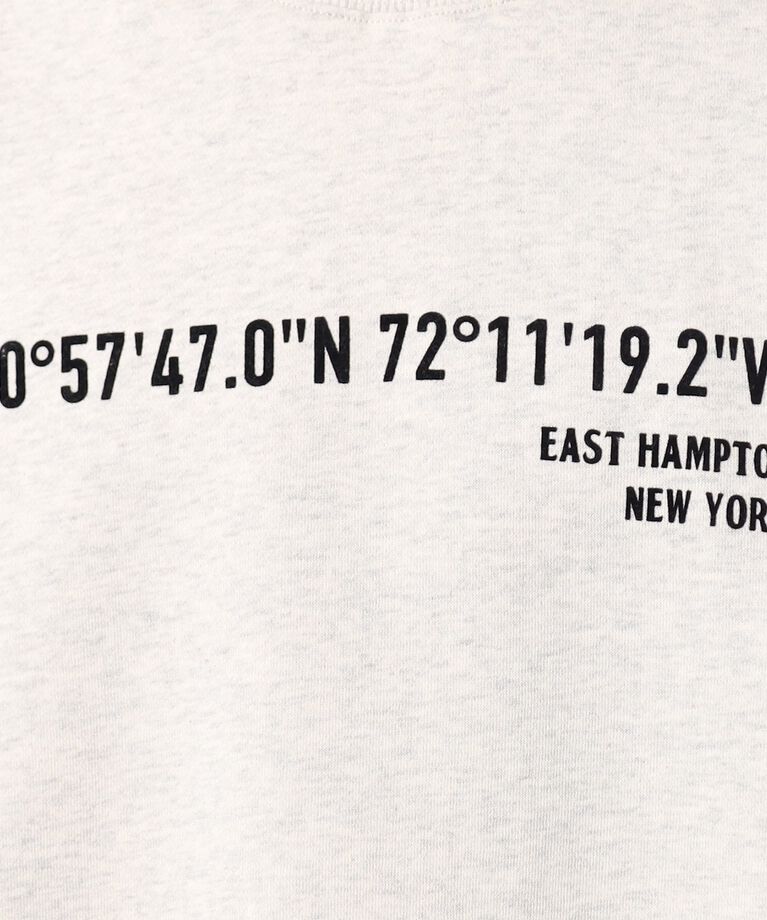 0°57'47.0"N 72°11'19.2"W
EAST HAMPTO
NEW YOR